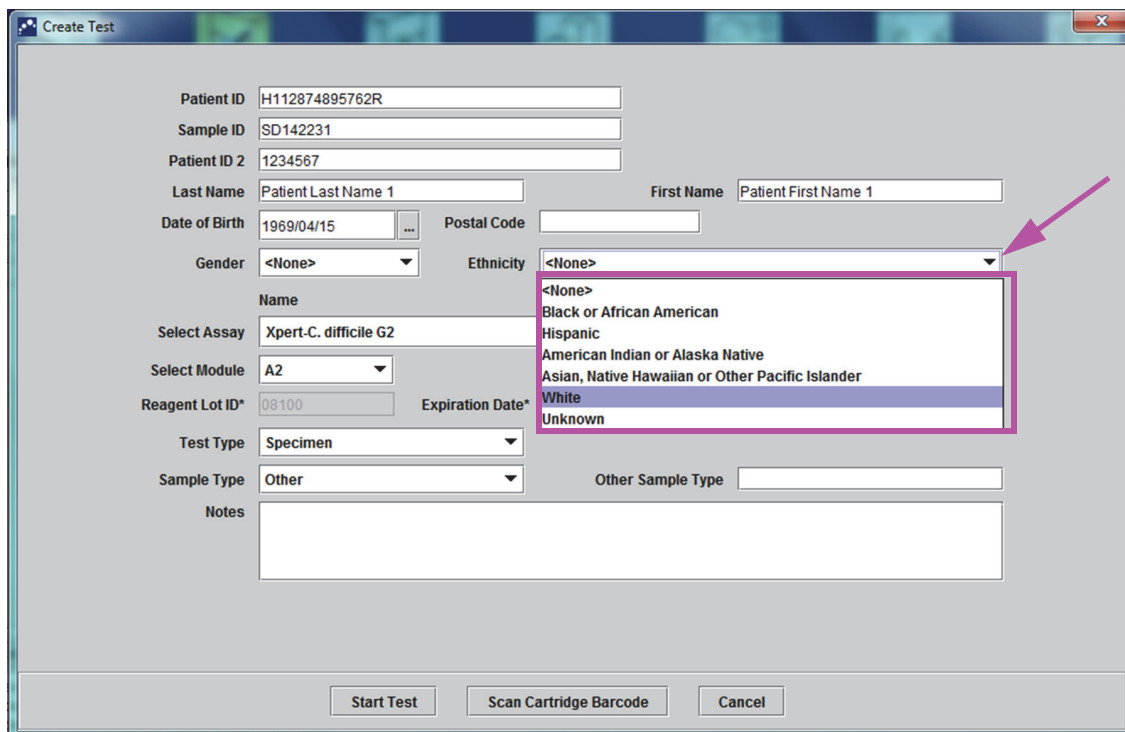 Create Test
Patient ID H112874895762R
Sample ID SD142231
Patient ID 2 1234567
Last Name Patient Last Name 1 First Name Patient First Name 1
Date of Birth 1969/04/15 ... Postal Code
Gender <None> Ethnicity <None>
<None>
Name
Black or African American
Hispanic
Select Assay Xpert-C. difficile G2
American Indian or Alaska Native
Select Module A2
Asian, Native Hawaiian or Other Pacific Islander
White
Reagent Lot ID* 08100 Expiration Date*
Unknown
Test Type Specimen
Sample Type Other Other Sample Type
Notes
Start Test Scan Cartridge Barcode Cancel